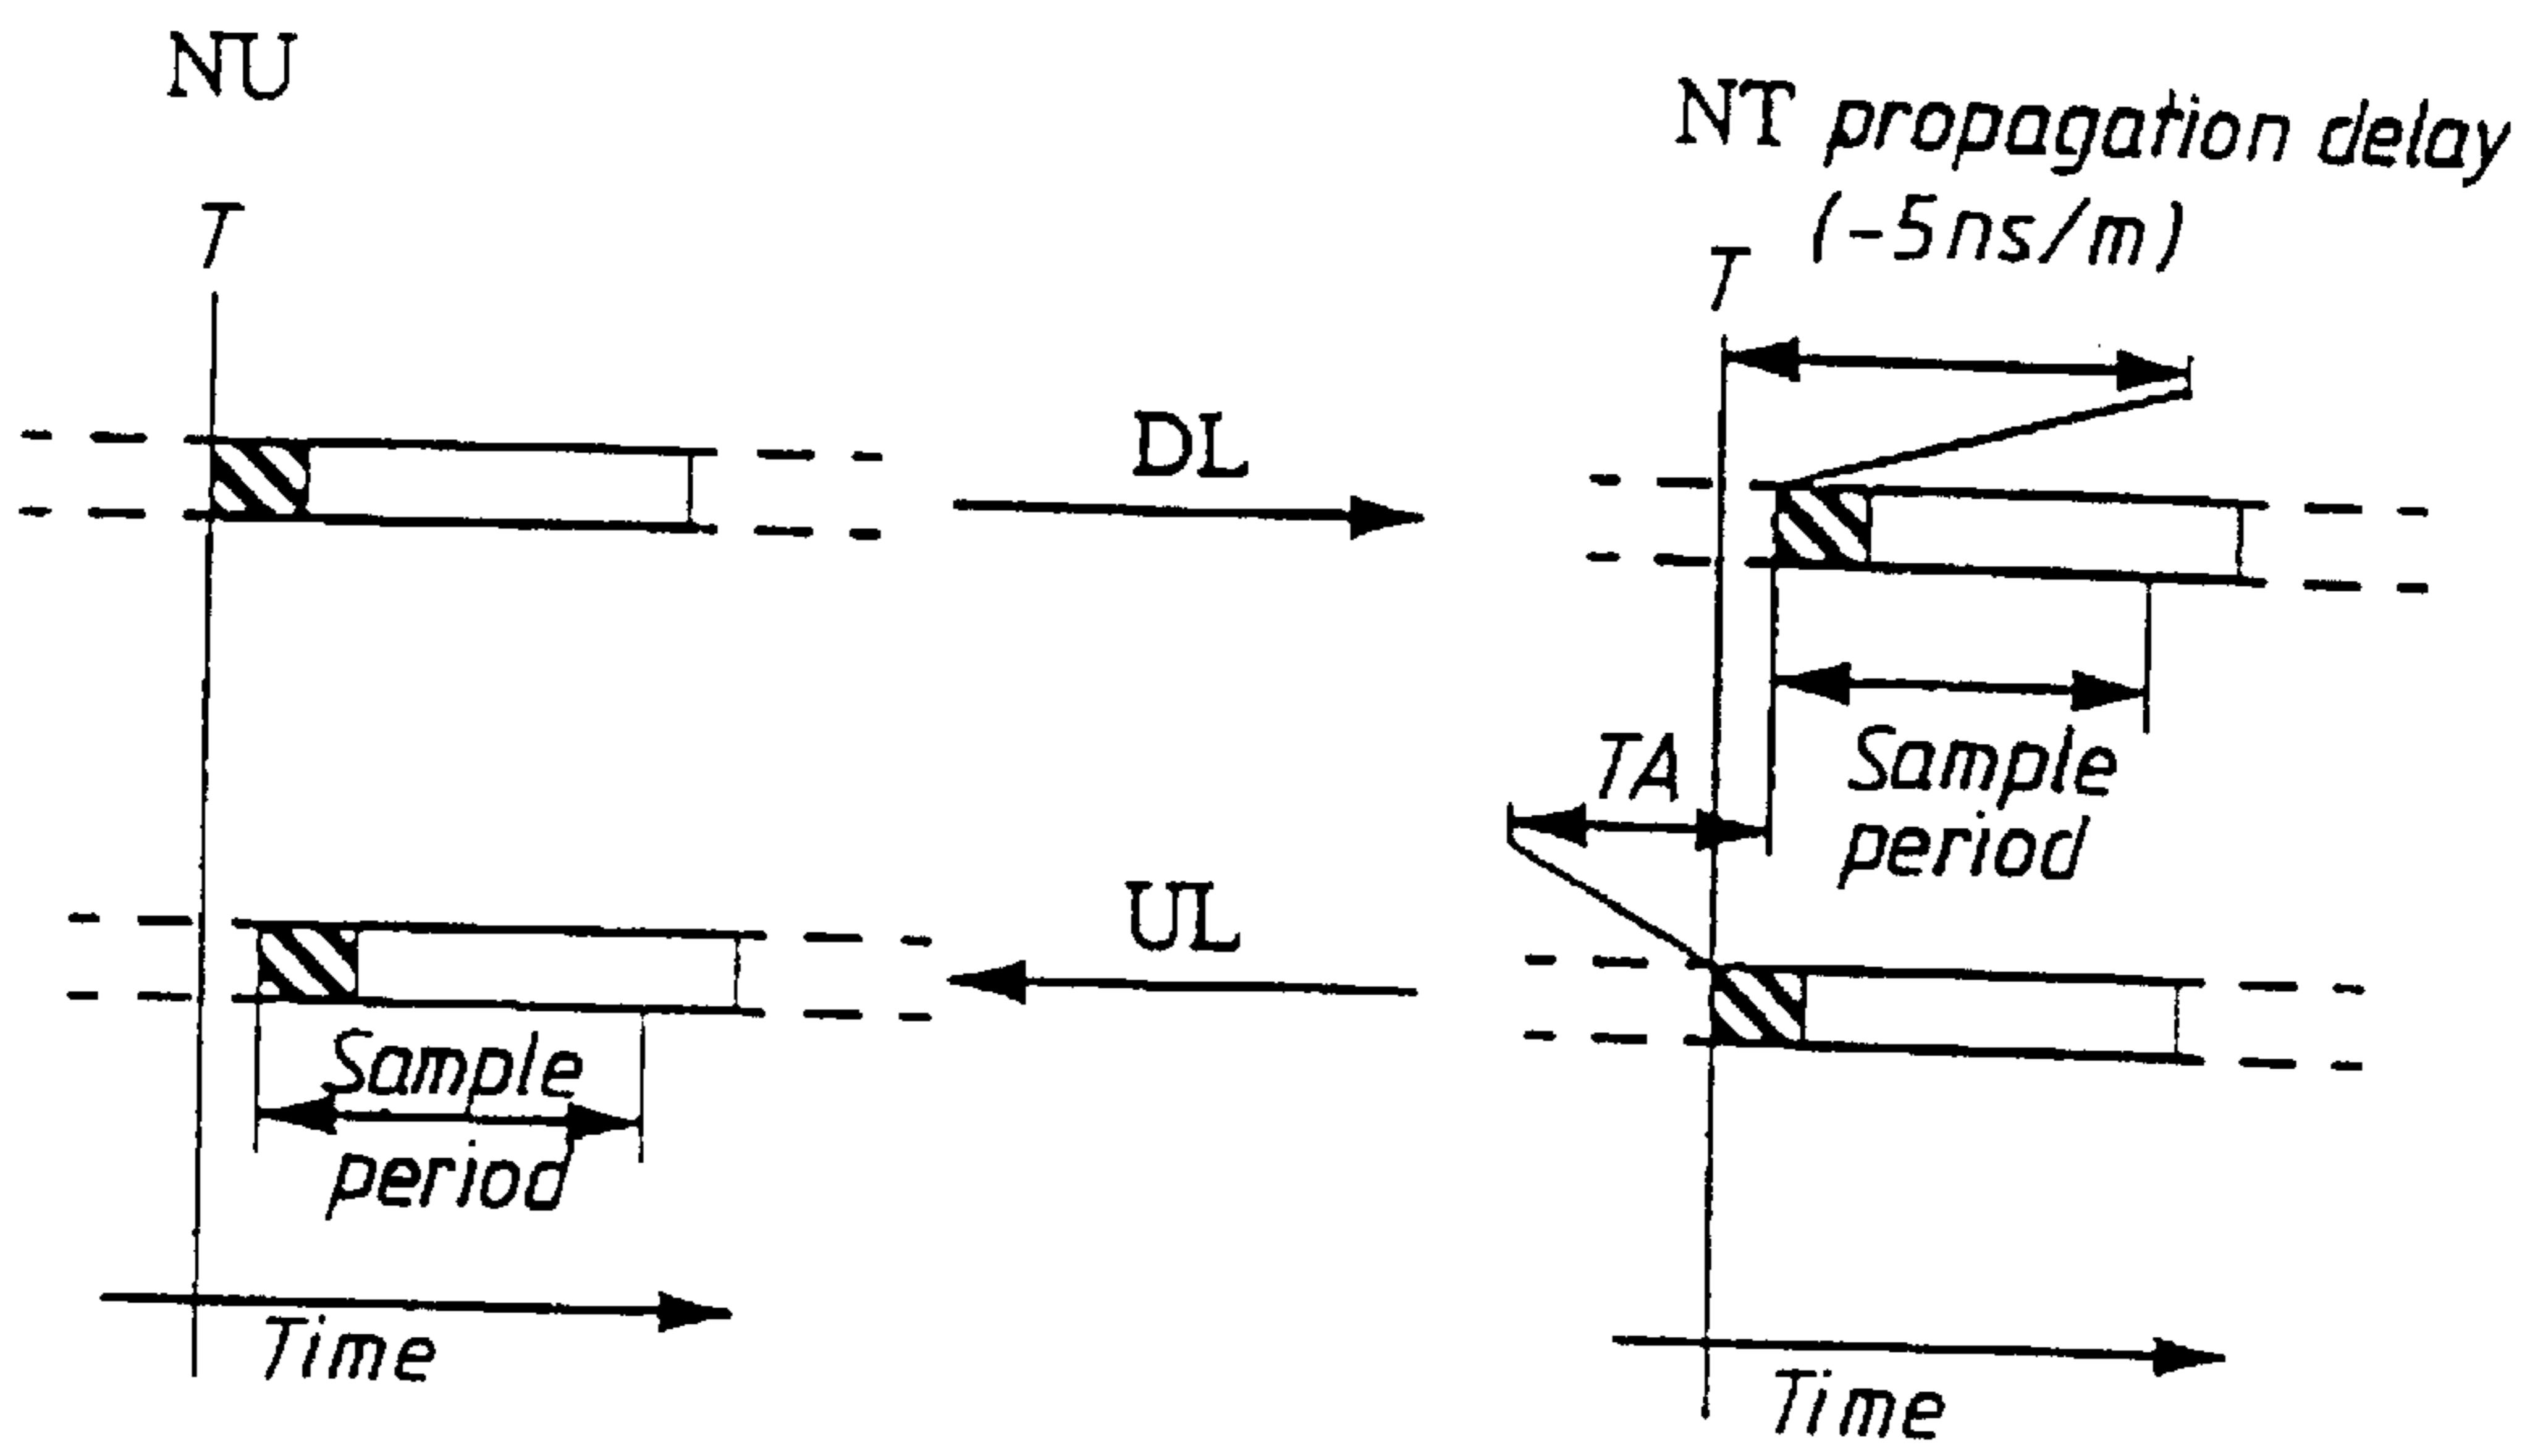 NU
NT propagation delay
(-5ns/m)
T
T
DL
TA
Sample
period
UL
Sample
period
Time
Time